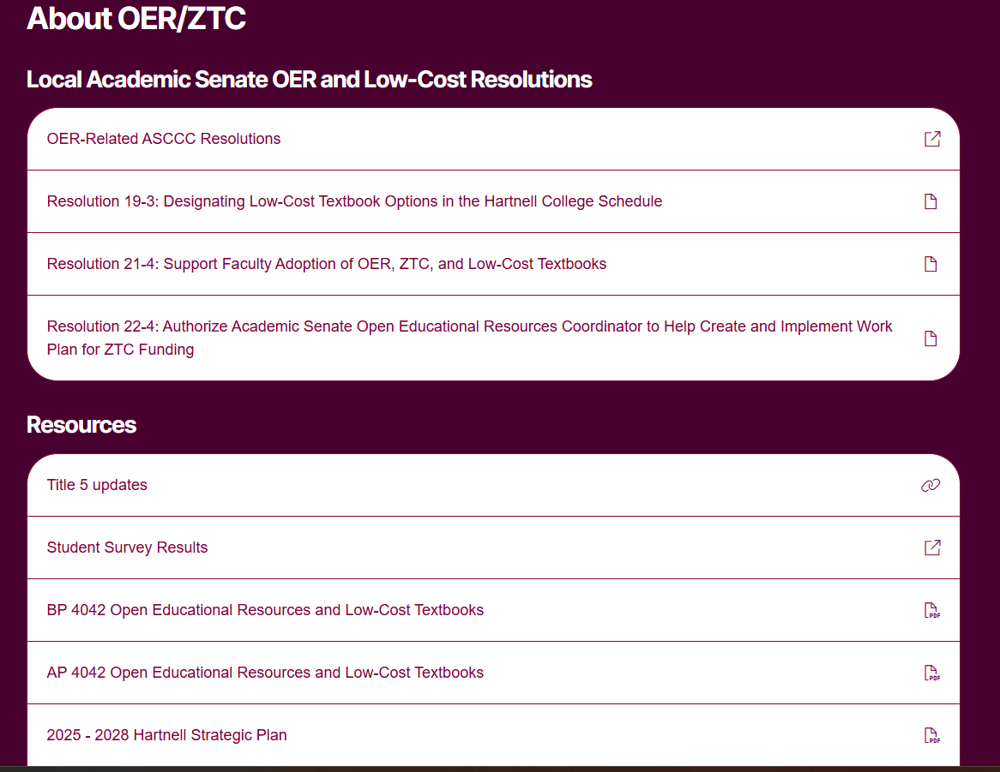 About OER/ZTC
Local Academic Senate OER and Low-Cost Resolutions
OER-Related ASCCC Resolutions
Resolution 19-3: Designating Low-Cost Textbook Options in the Hartnell College Schedule
Resolution 21-4: Support Faculty Adoption of OER, ZTC, and Low-Cost Textbooks
Resolution 22-4: Authorize Academic Senate Open Educational Resources Coordinator to Help Create and Implement Work
Plan for ZTC Funding
Resources
Title 5 updates
Student Survey Results
BP 4042 Open Educational Resources and Low-Cost Textbooks
PDF
AP 4042 Open Educational Resources and Low-Cost Textbooks
PDF
2025 - 2028 Hartnell Strategic Plan
PDF